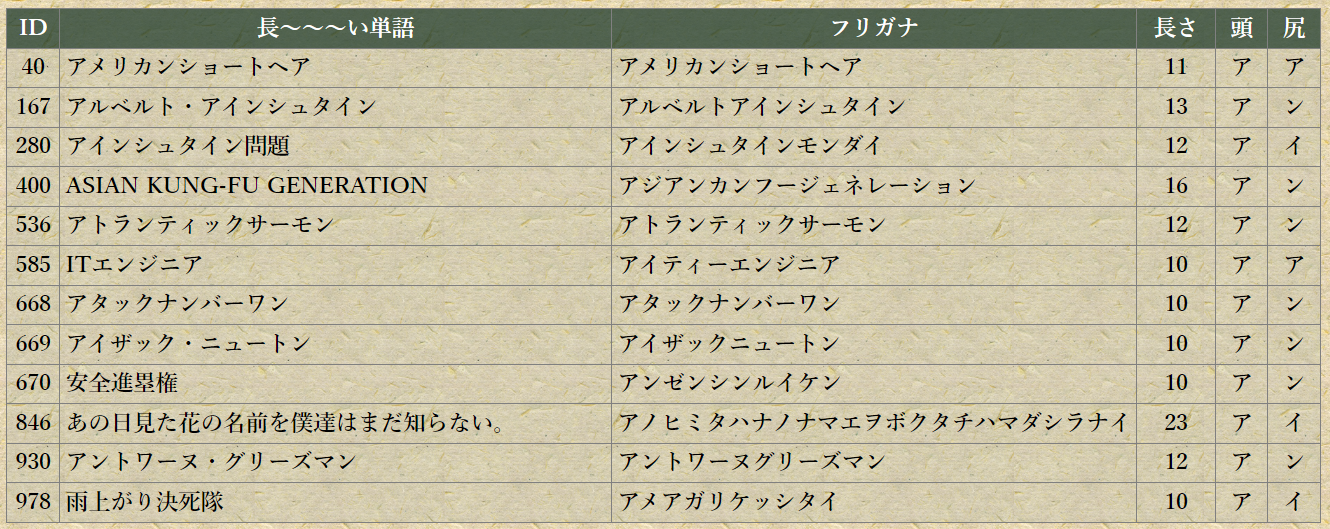 ID 長～～～い単語 フリガナ 長さ 頭 尻
40 アメリカンショートヘア アメリカンショートヘア 11 ア ア
167 アルベルト・アインシュタイン アルベルトアインシュタイン 13 ア ン
280 アインシュタイン問題 アインシュタインモンダイ 12 ア イ
400 ASIAN KUNG-FU GENERATION アジアンカンフージェネレーション 16 ア ン
536 アトランティックサーモン アトランティックサーモン 12 ア ン
585 ITエンジニア アイティーエンジニア 10 ア ア
668 アタックナンバーワン アタックナンバーワン 10 ア ン
669 アイザック・ニュートン アイザックニュートン 10 ア ン
670 安全進塁権 アンゼンシンルイケン 10 ア ン
846 あの日見た花の名前を僕達はまだ知らない。 アノヒミタハナノナマエヲボクタチハマダシラナイ 23 ア イ
930 アントワーヌ・グリーズマン アントワーヌグリーズマン 12 ア ン
978 雨上がり決死隊 アメアガリケッシタイ 10 ア イ